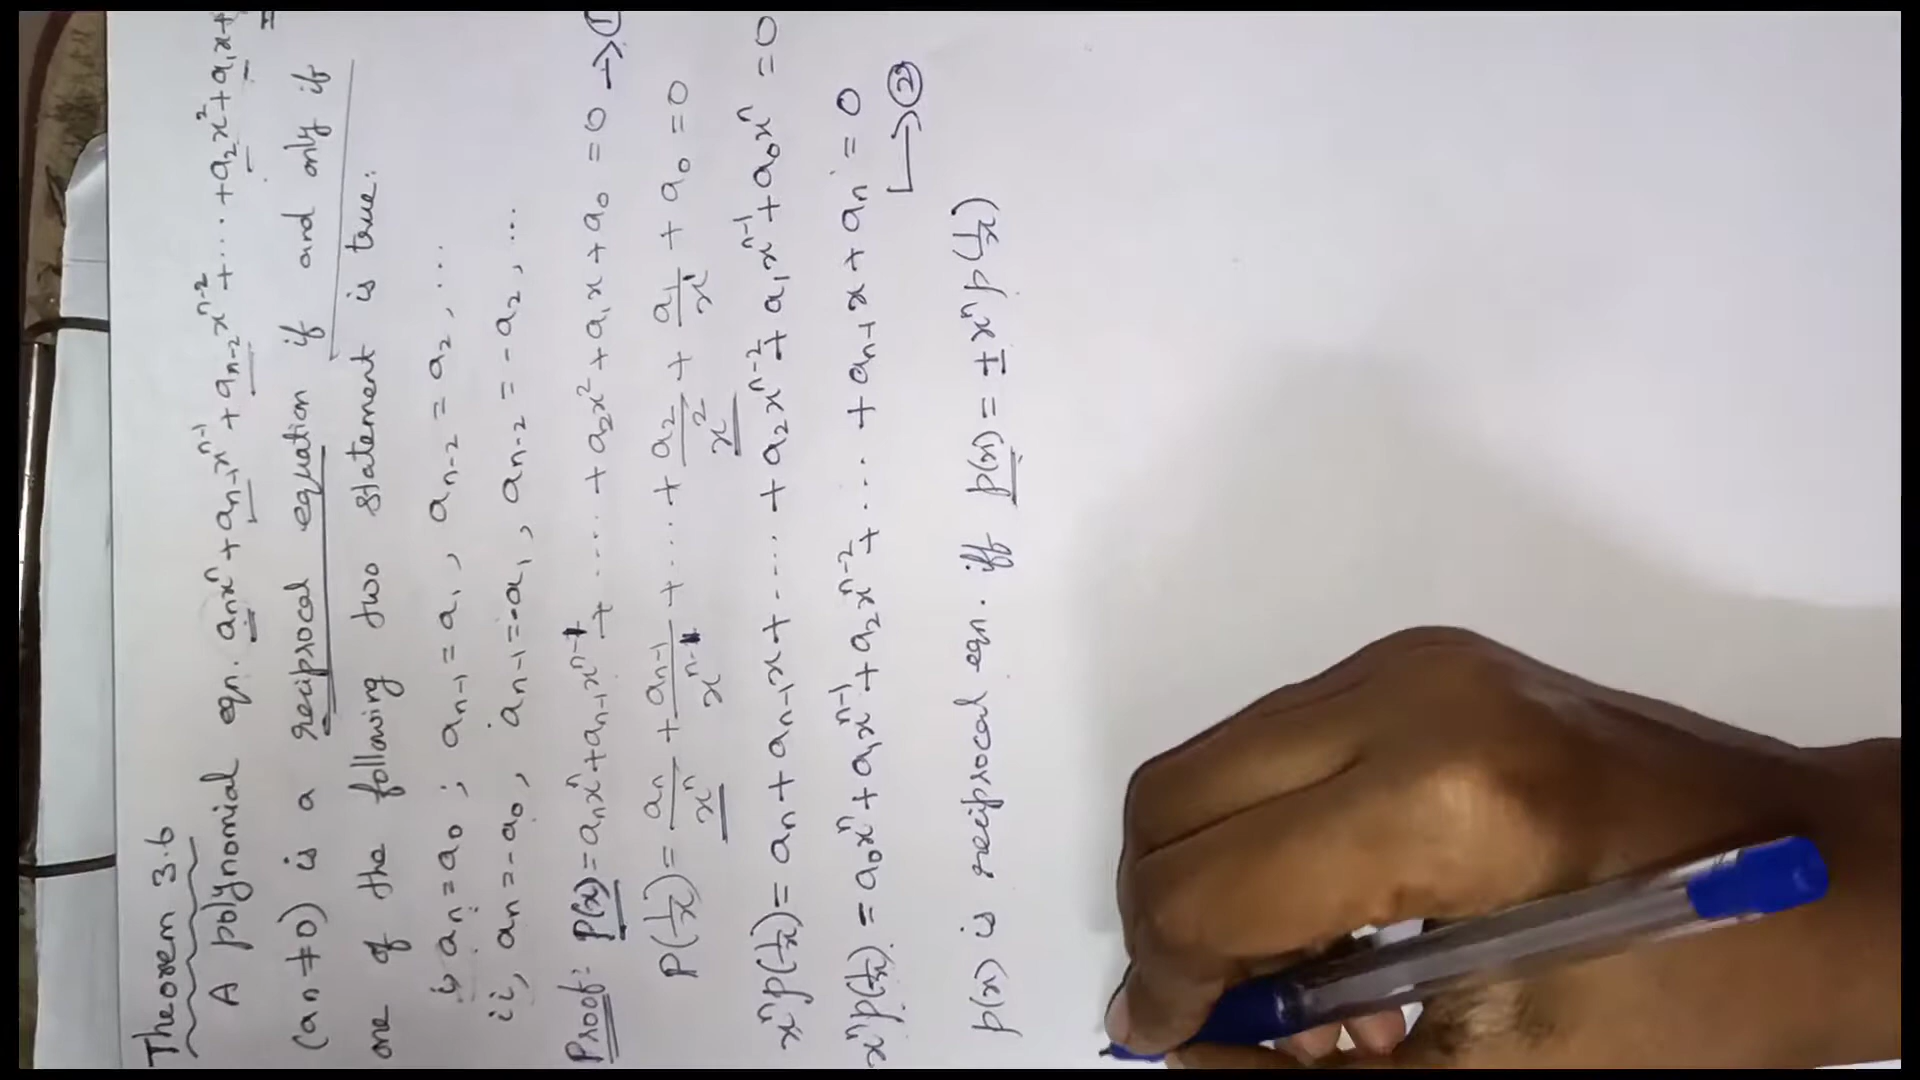 Theorem 3.6
A polynomial eqn. aₙxⁿ + aₙ₋₁xⁿ⁻¹ + aₙ₋₂xⁿ⁻² + ... + a₂x² + a₁x +
(aₙ ≠ 0) is a reciprocal equation if and only if
one of the following two statement is true:
i, aₙ = a₀ ; aₙ₋₁ = a₁ , aₙ₋₂ = a₂ , ...
ii, aₙ = -a₀ , aₙ₋₁ = -a₁ , aₙ₋₂ = -a₂ , ...
Proof: P(x) = aₙxⁿ + aₙ₋₁xⁿ⁻¹ + .... + a₂x² + a₁x + a₀ = 0 → ①
P(1/x) = aₙ/xⁿ + aₙ₋₁/xⁿ⁻¹ + .... + a₂/x² + a₁/x¹ + a₀ = 0
xⁿP(1/x) = aₙ + aₙ₋₁x + .... + a₂xⁿ⁻² + a₁xⁿ⁻¹ + a₀xⁿ = 0
xⁿP(1/x) = a₀xⁿ + a₁xⁿ⁻¹ + a₂xⁿ⁻² + ... + aₙ₊x + aₙ = 0
↳ ②
P(x) is reciprocal eqn. iff P(x) = ± xⁿP(1/x)